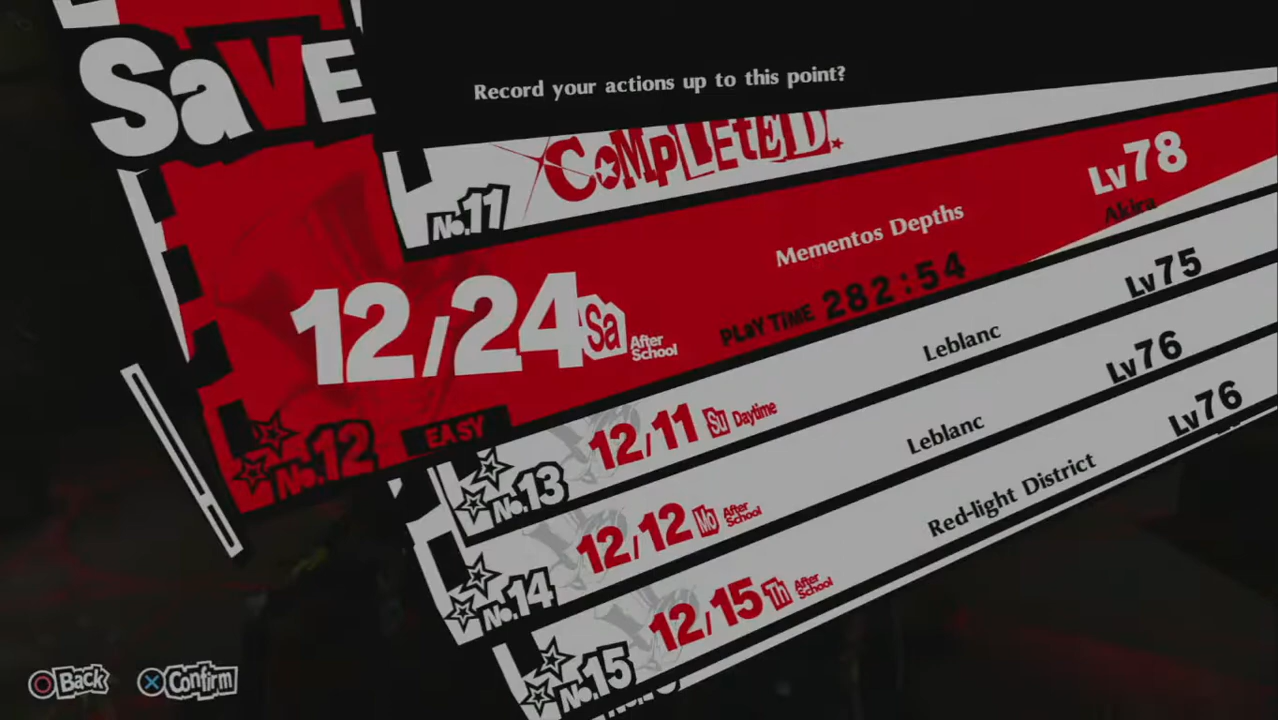 SaVE
Record your actions up to this point?
No.11 COMPLEtED
12/24 Sa After School
Mementos Depths
PLAY TIME 282:54
Lv78
Akira
No.12 EASY
No.13 12/11 Su Daytime Leblanc Lv75
No.14 12/12 Mo After School Leblanc Lv76
No.15 12/15 Th After School Red-light District Lv76
Back Confirm